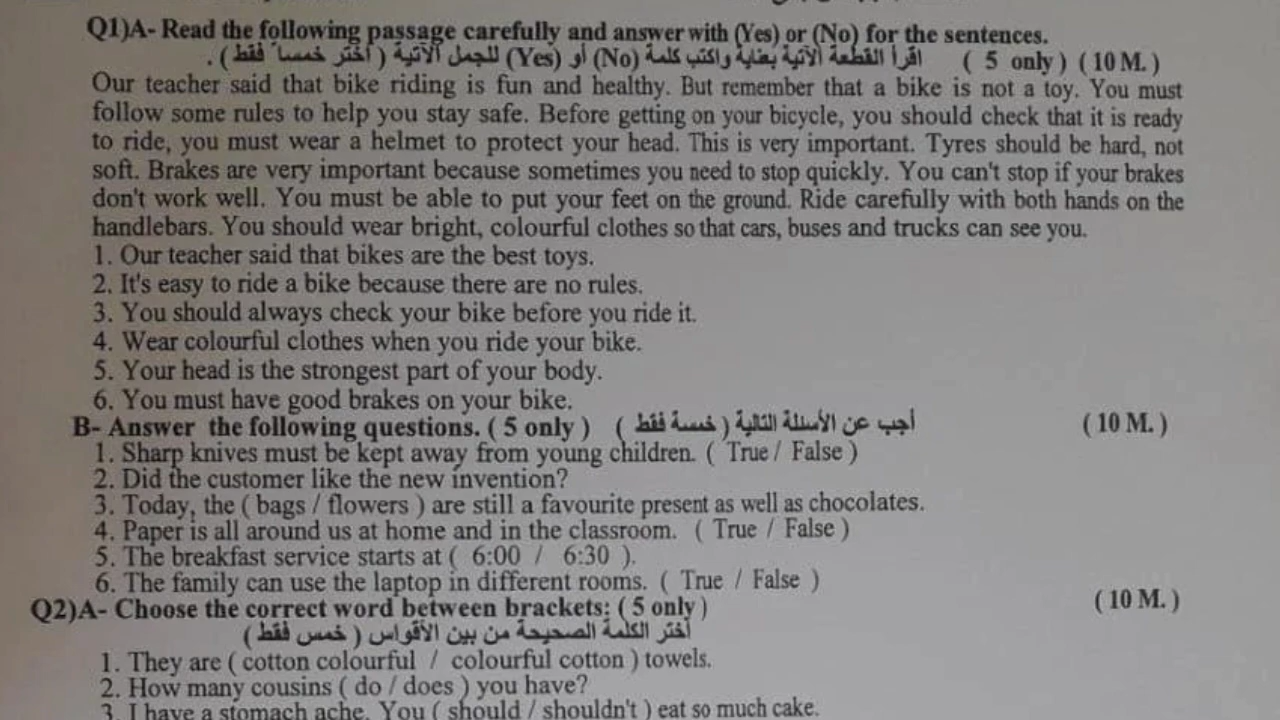 Q1)A- Read the following passage carefully and answer with (Yes) or (No) for the sentences.
( 5 only ) ( 10 M. ) اقرأ القطعة الآتية بعناية واكتب كلمة (No) أو (Yes) للجمل الآتية ( اختر خمساً فقط ) .
Our teacher said that bike riding is fun and healthy. But remember that a bike is not a toy. You must
follow some rules to help you stay safe. Before getting on your bicycle, you should check that it is ready
to ride, you must wear a helmet to protect your head. This is very important. Tyres should be hard, not
soft. Brakes are very important because sometimes you need to stop quickly. You can't stop if your brakes
don't work well. You must be able to put your feet on the ground. Ride carefully with both hands on the
handlebars. You should wear bright, colourful clothes so that cars, buses and trucks can see you.
1. Our teacher said that bikes are the best toys.
2. It's easy to ride a bike because there are no rules.
3. You should always check your bike before you ride it.
4. Wear colourful clothes when you ride your bike.
5. Your head is the strongest part of your body.
6. You must have good brakes on your bike.
B- Answer the following questions. ( 5 only ) أجب عن الأسئلة التالية ( خمسة فقط ) ( 10 M. )
1. Sharp knives must be kept away from young children. ( True / False )
2. Did the customer like the new invention?
3. Today, the ( bags / flowers ) are still a favourite present as well as chocolates.
4. Paper is all around us at home and in the classroom. ( True / False )
5. The breakfast service starts at ( 6:00 / 6:30 ).
6. The family can use the laptop in different rooms. ( True / False )
Q2)A- Choose the correct word between brackets: ( 5 only ) ( 10 M. )
أختر الكلمة الصحيحة من بين الأقواس ( خمس فقط )
1. They are ( cotton colourful / colourful cotton ) towels.
2. How many cousins ( do / does ) you have?
3. I have a stomach ache. You ( should / shouldn't ) eat so much cake.